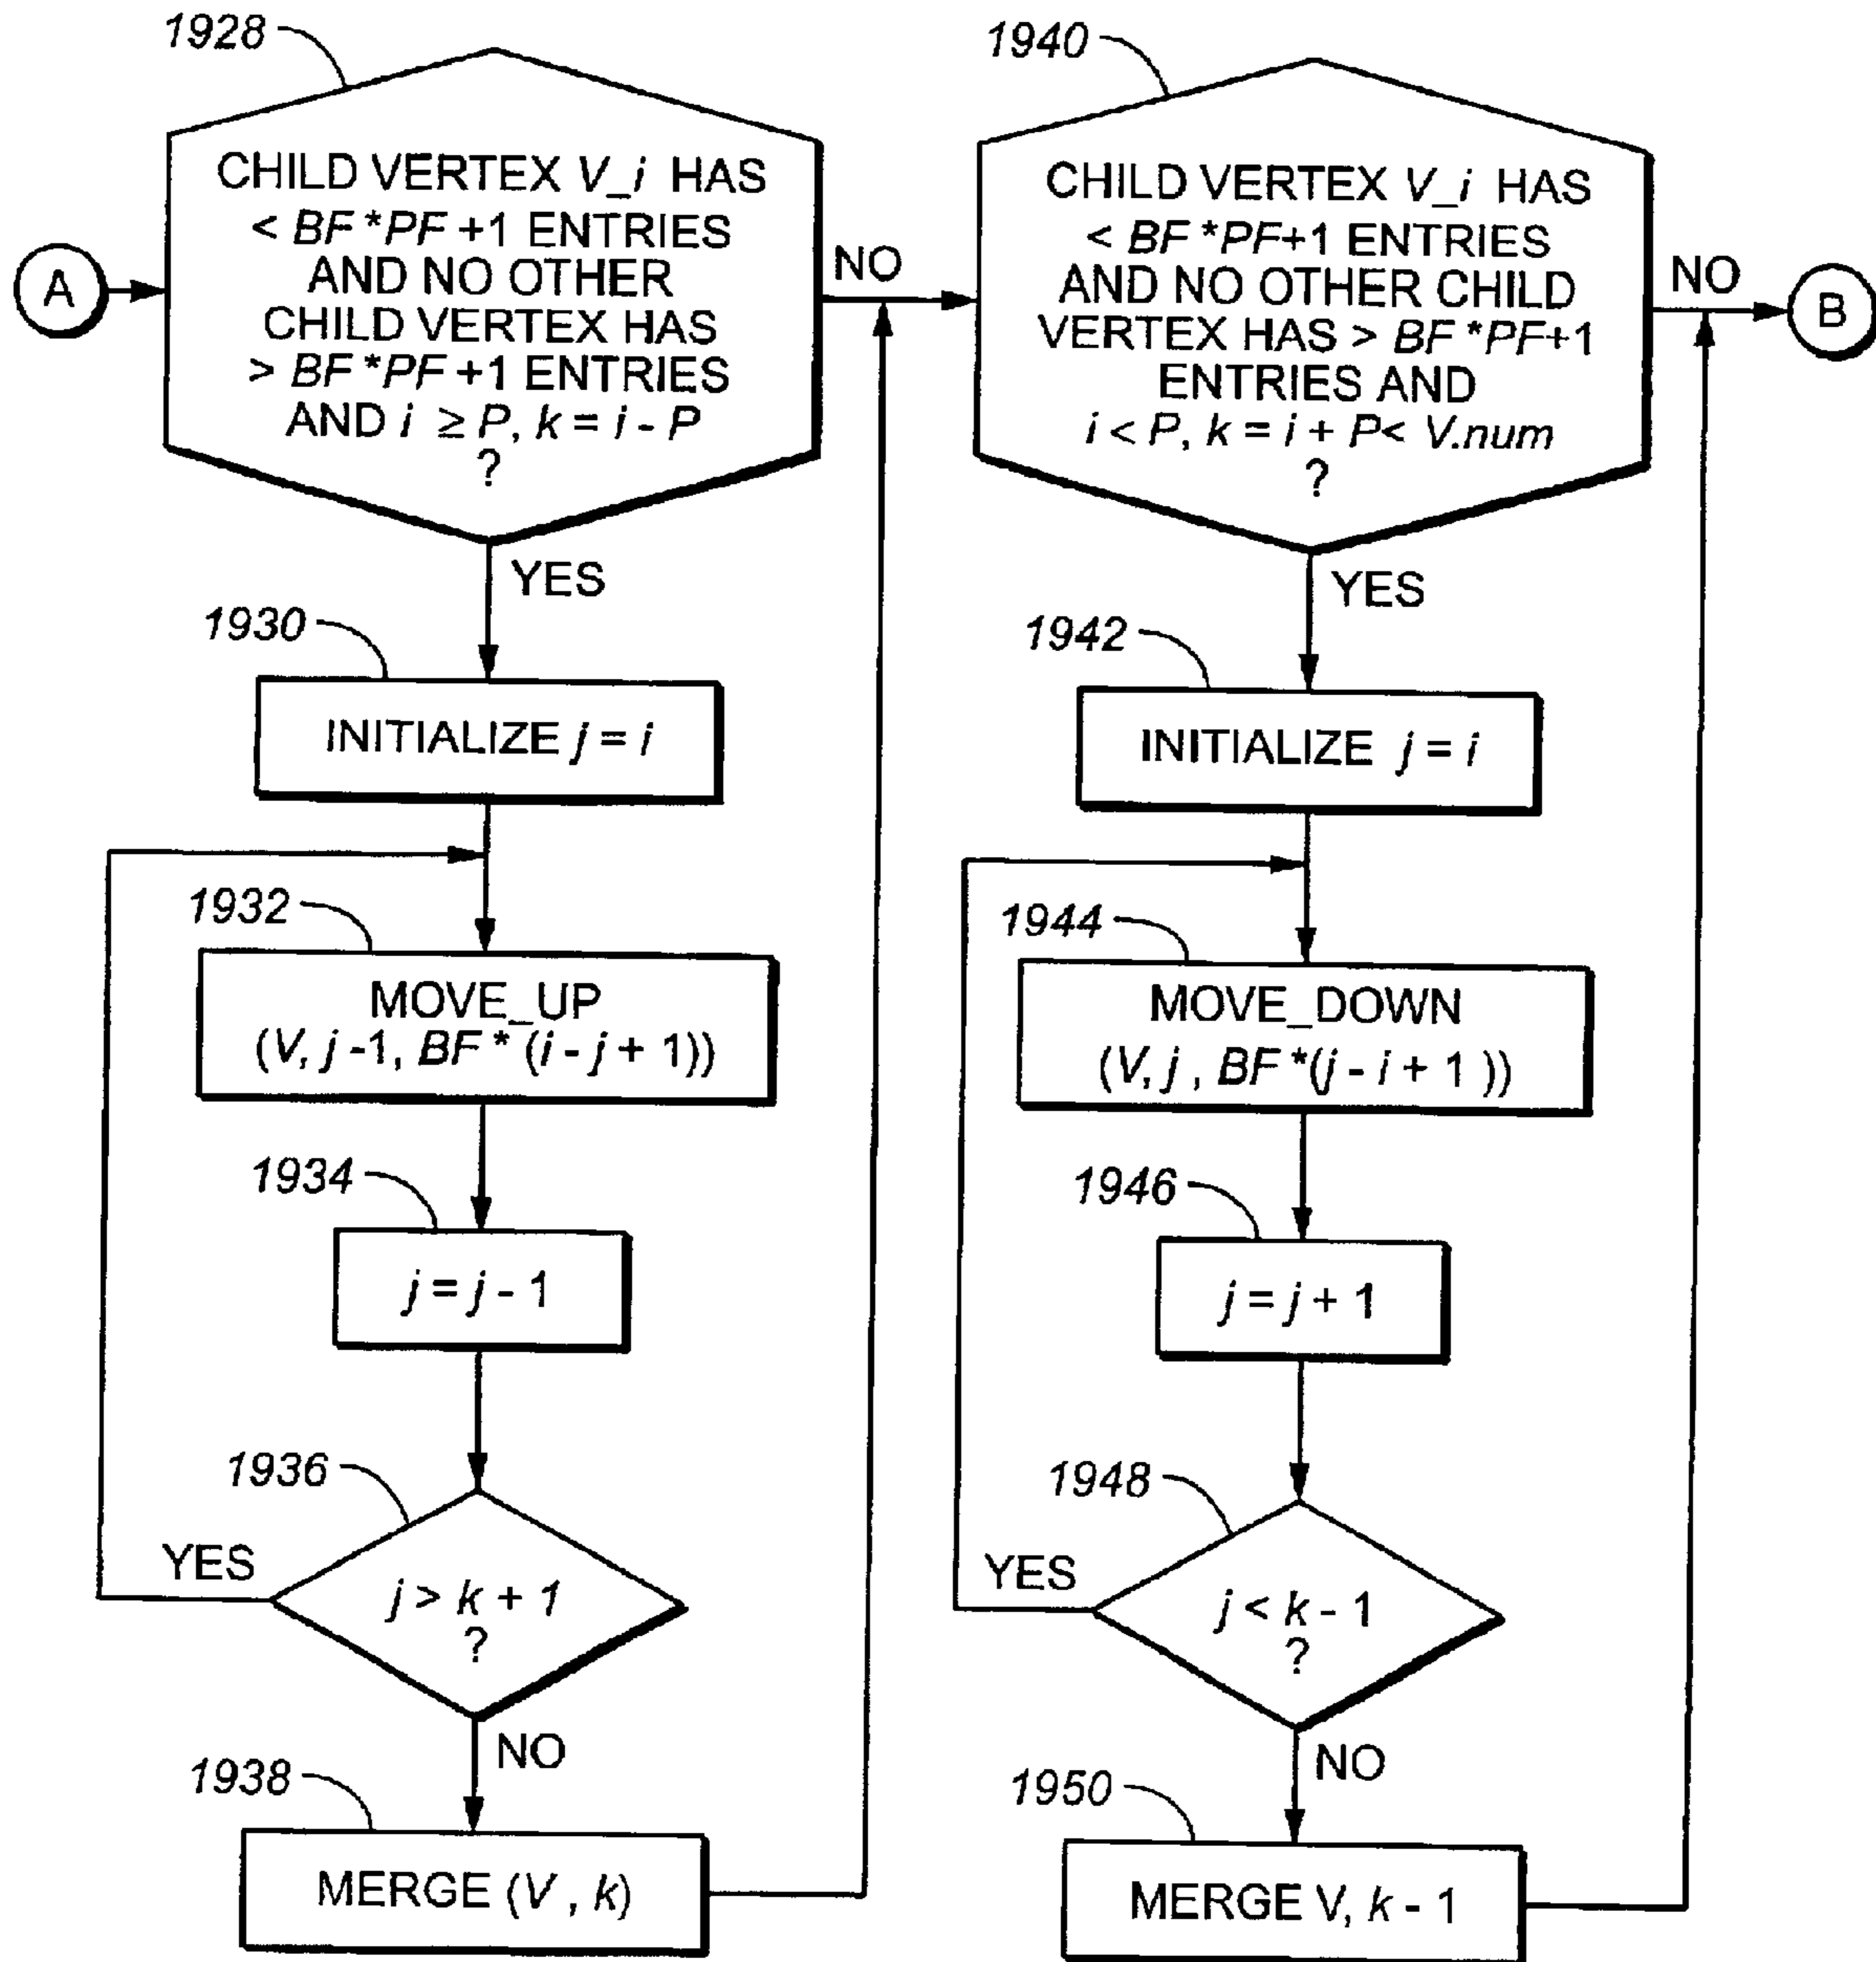 1928
CHILD VERTEX V_i HAS
< BF *PF +1 ENTRIES
AND NO OTHER
CHILD VERTEX HAS
> BF *PF +1 ENTRIES
AND i ≥ P, k = i - P
?
A
NO
YES
1930
INITIALIZE j = i
1932
MOVE_UP
(V, j -1, BF * (i - j + 1))
1934
j = j - 1
1936
YES
j > k + 1
?
NO
1938
MERGE (V , k)
1940
CHILD VERTEX V_i HAS
< BF *PF+1 ENTRIES
AND NO OTHER CHILD
VERTEX HAS > BF *PF+1
ENTRIES AND
i < P, k = i + P< V.num
?
NO
B
YES
1942
INITIALIZE j = i
1944
MOVE_DOWN
(V, j , BF *(j - i + 1 ))
1946
j = j + 1
1948
YES
j < k - 1
?
NO
1950
MERGE V, k - 1